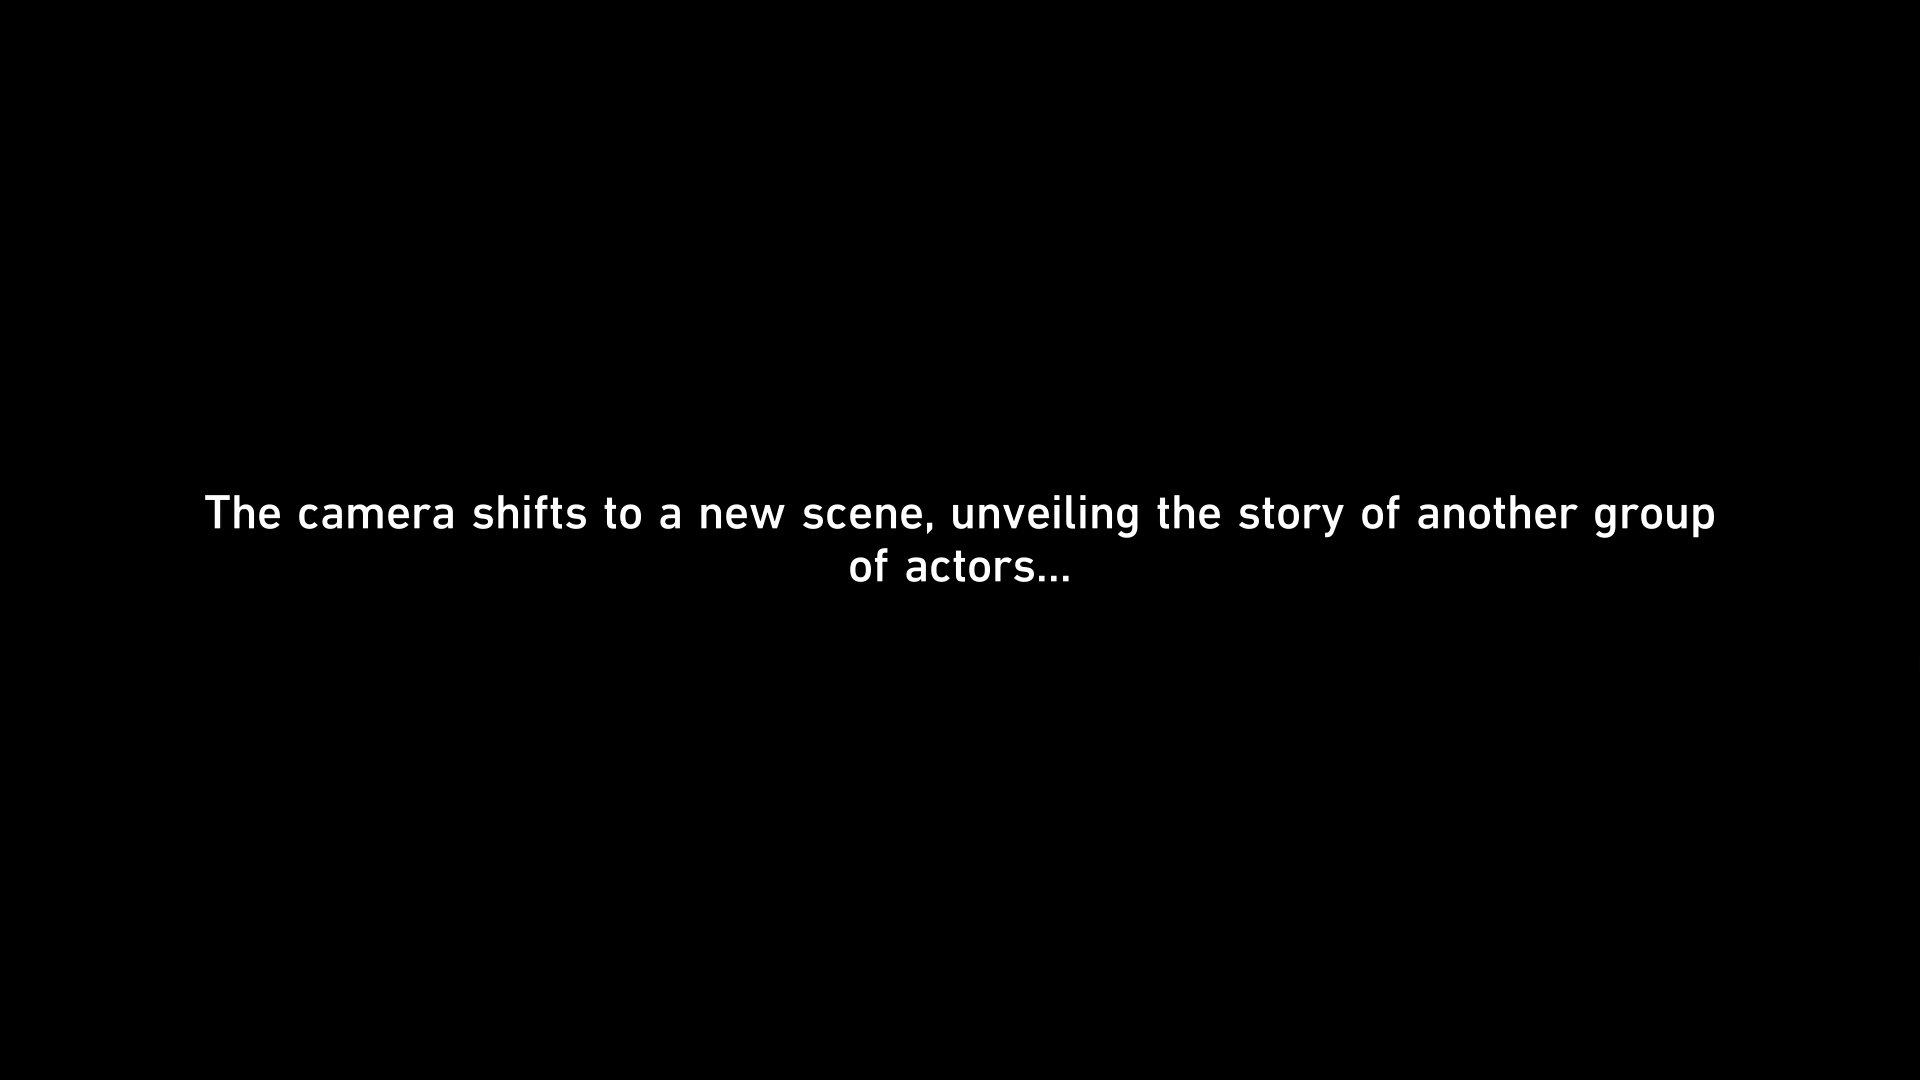 The camera shifts to a new scene, unveiling the story of another group
of actors...